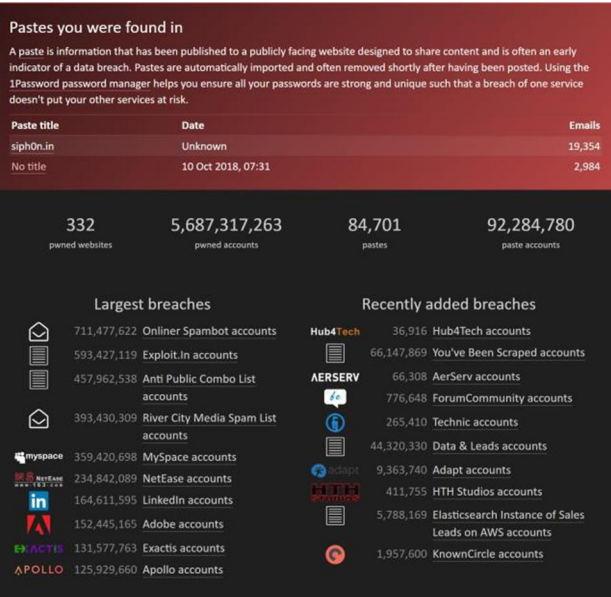 Pastes you were found in
A paste is information that has been published to a publicly facing website designed to share content and is often an early
indicator of a data breach. Pastes are automatically imported and often removed shortly after having been posted. Using the
1Password password manager helps you ensure all your passwords are strong and unique such that a breach of one service
doesn't put your other services at risk.
Paste title Date Emails
siph0n.in Unknown 19,354
No title 10 Oct 2018, 07:31 2,984
332 5,687,317,263 84,701 92,284,780
pwned websites pwned accounts pastes paste accounts
Largest breaches
711,477,622 Onliner Spambot accounts
593,427,119 Exploit.In accounts
457,962,538 Anti Public Combo List
accounts
393,430,309 River City Media Spam List
accounts
myspace 359,420,698 MySpace accounts
NETEASE www.163.com 234,842,089 NetEase accounts
in 164,611,595 LinkedIn accounts
152,445,165 Adobe accounts
EXACTIS 131,577,763 Exactis accounts
APOLLO 125,929,660 Apollo accounts
Recently added breaches
Hub4Tech 36,916 Hub4Tech accounts
66,147,869 You've Been Scraped accounts
AERSERV 66,308 AerServ accounts
776,648 ForumCommunity accounts
265,410 Technic accounts
44,320,330 Data & Leads accounts
adapt 9,363,740 Adapt accounts
HTH STUDIOS 411,755 HTH Studios accounts
5,788,169 Elasticsearch Instance of Sales
Leads on AWS accounts
1,957,600 KnownCircle accounts